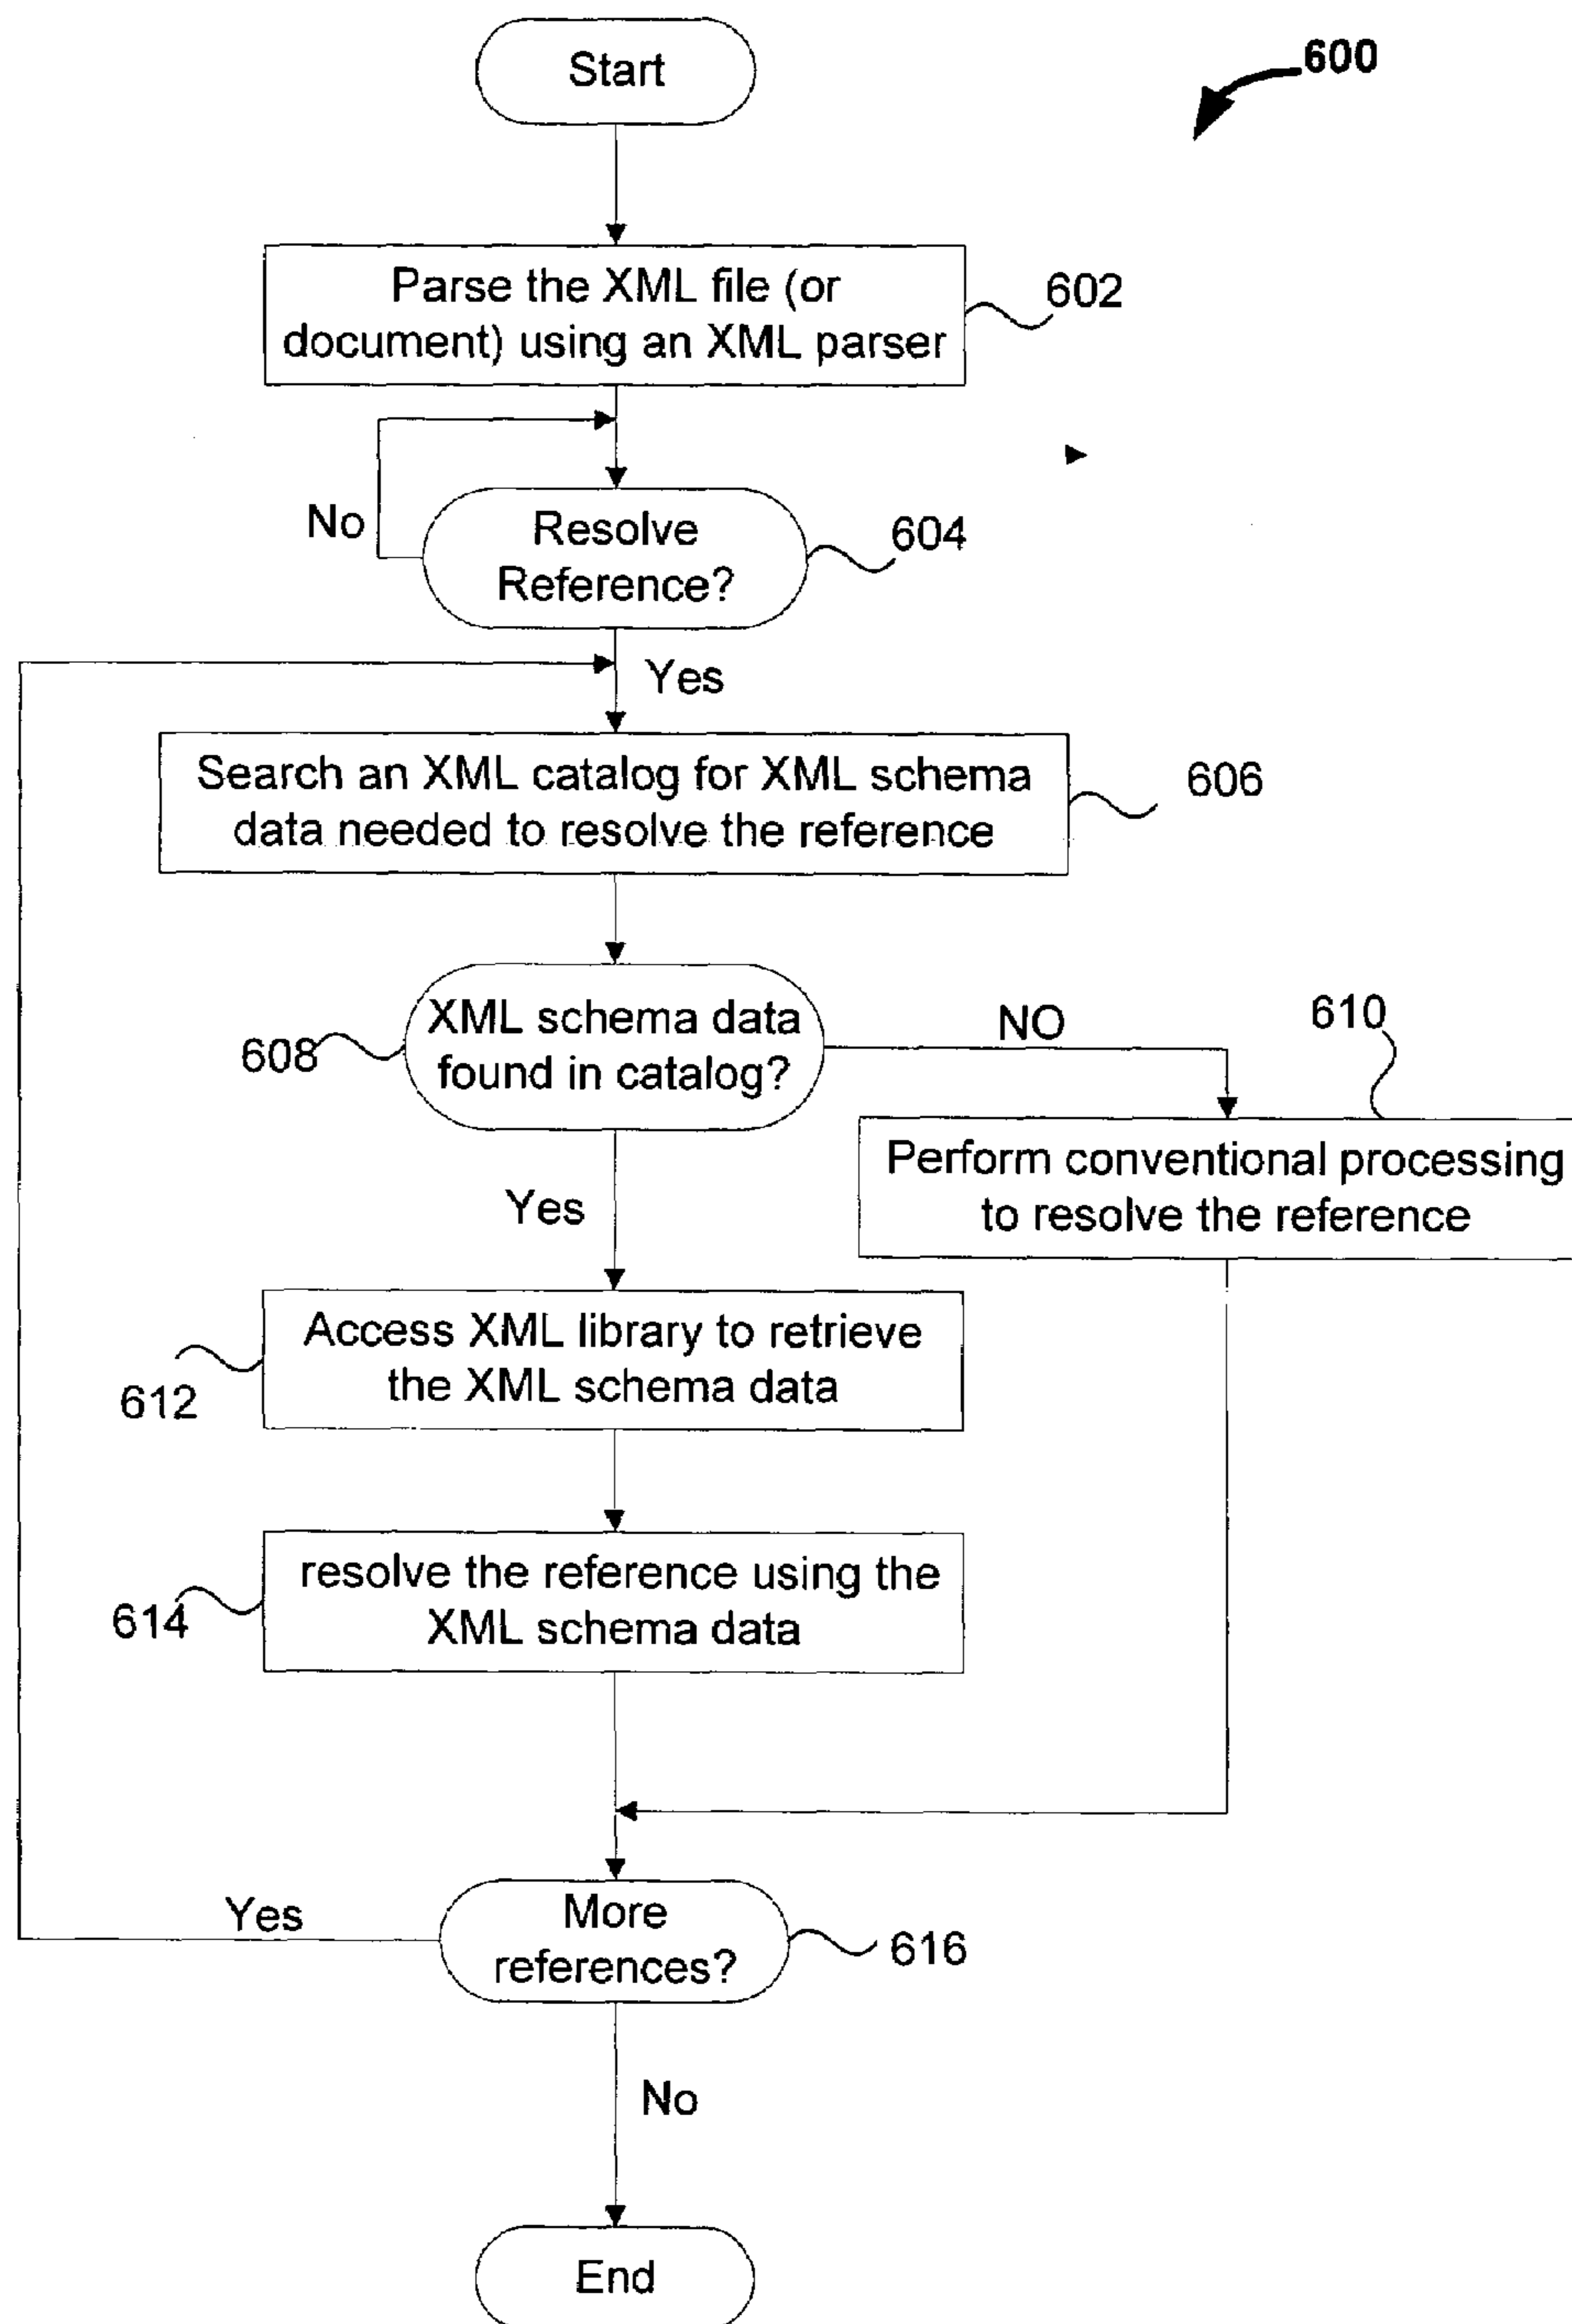 Start
600
Parse the XML file (or
document) using an XML parser
602
No
Resolve
Reference?
604
Yes
Search an XML catalog for XML schema
data needed to resolve the reference
606
XML schema data
found in catalog?
608
NO
610
Perform conventional processing
to resolve the reference
Yes
Access XML library to retrieve
the XML schema data
612
resolve the reference using the
XML schema data
614
Yes
More
references?
616
No
End